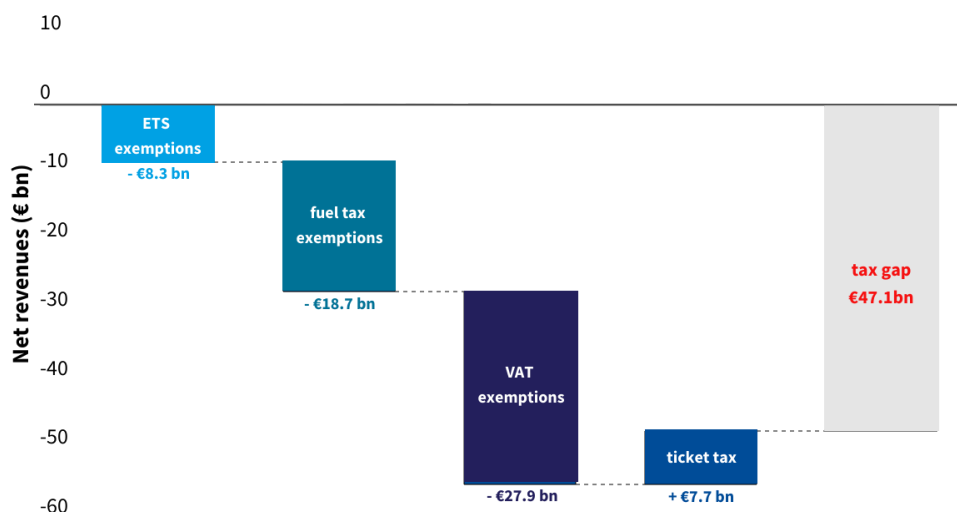 10
0
-10
-20
-30
-40
-50
-60
Net revenues (€ bn)
ETS
exemptions
- €8.3 bn
fuel tax
exemptions
- €18.7 bn
VAT
exemptions
- €27.9 bn
ticket tax
+ €7.7 bn
tax gap
€47.1bn